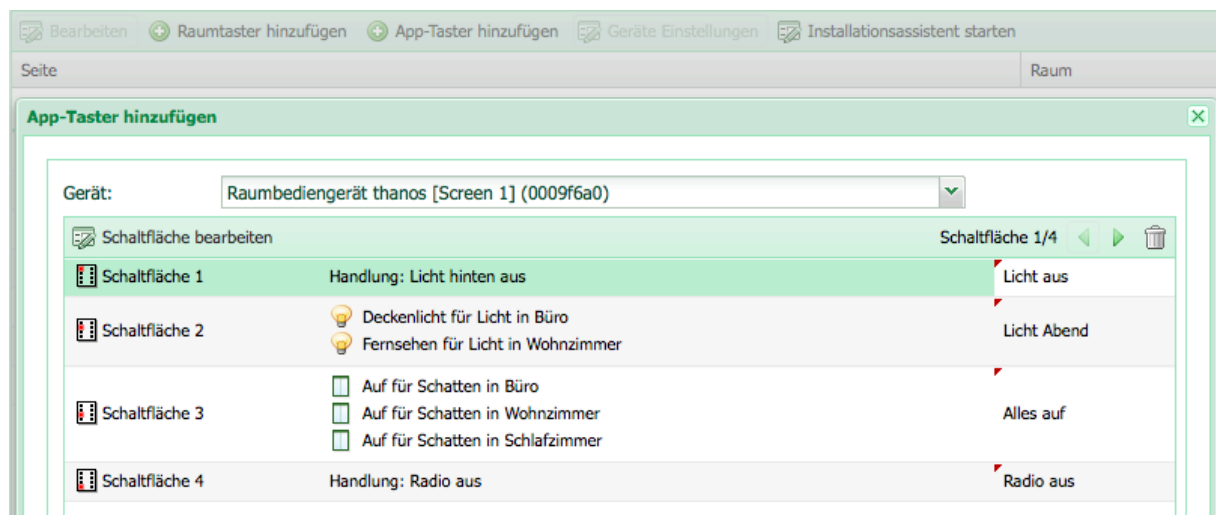 Bearbeiten Raumtaster hinzufügen App-Taster hinzufügen Geräte Einstellungen Installationsassistent starten
Seite Raum
App-Taster hinzufügen
Gerät: Raumbediengerät thanos [Screen 1] (0009f6a0)
Schaltfläche bearbeiten Schaltfläche 1/4
Schaltfläche 1 Handlung: Licht hinten aus Licht aus
Schaltfläche 2 Deckenlicht für Licht in Büro Licht Abend
Fernsehen für Licht in Wohnzimmer
Auf für Schatten in Büro
Schaltfläche 3 Auf für Schatten in Wohnzimmer Alles auf
Auf für Schatten in Schlafzimmer
Schaltfläche 4 Handlung: Radio aus Radio aus